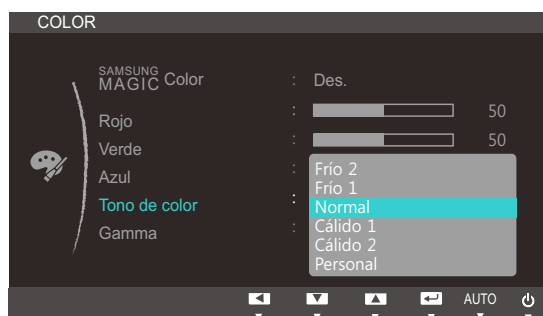 COLOR
SAMSUNG
MAGIC Color : Des.
Rojo : 50
Verde : 50
Azul :
Tono de color :
Gamma :
Frío 2
Frío 1
Normal
Cálido 1
Cálido 2
Personal
AUTO